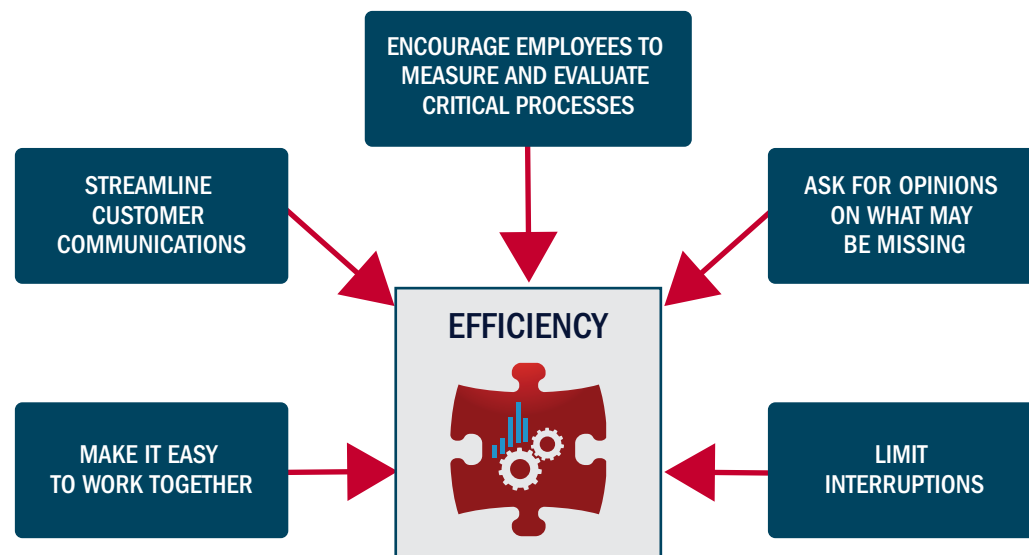 ENCOURAGE EMPLOYEES TO
MEASURE AND EVALUATE
CRITICAL PROCESSES
STREAMLINE
CUSTOMER
COMMUNICATIONS
ASK FOR OPINIONS
ON WHAT MAY
BE MISSING
EFFICIENCY
MAKE IT EASY
TO WORK TOGETHER
LIMIT
INTERRUPTIONS